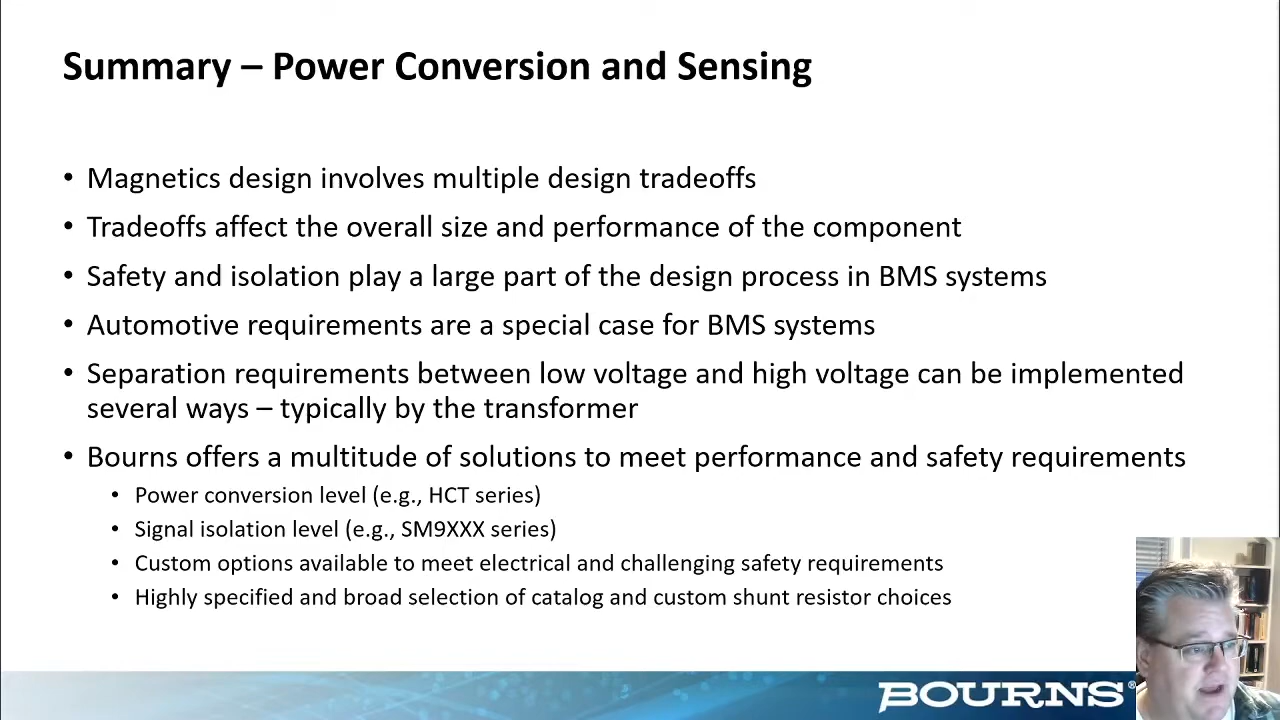 Summary – Power Conversion and Sensing
• Magnetics design involves multiple design tradeoffs
• Tradeoffs affect the overall size and performance of the component
• Safety and isolation play a large part of the design process in BMS systems
• Automotive requirements are a special case for BMS systems
• Separation requirements between low voltage and high voltage can be implemented
several ways – typically by the transformer
• Bourns offers a multitude of solutions to meet performance and safety requirements
• Power conversion level (e.g., HCT series)
• Signal isolation level (e.g., SM9XXX series)
• Custom options available to meet electrical and challenging safety requirements
• Highly specified and broad selection of catalog and custom shunt resistor choices
BOURNS®